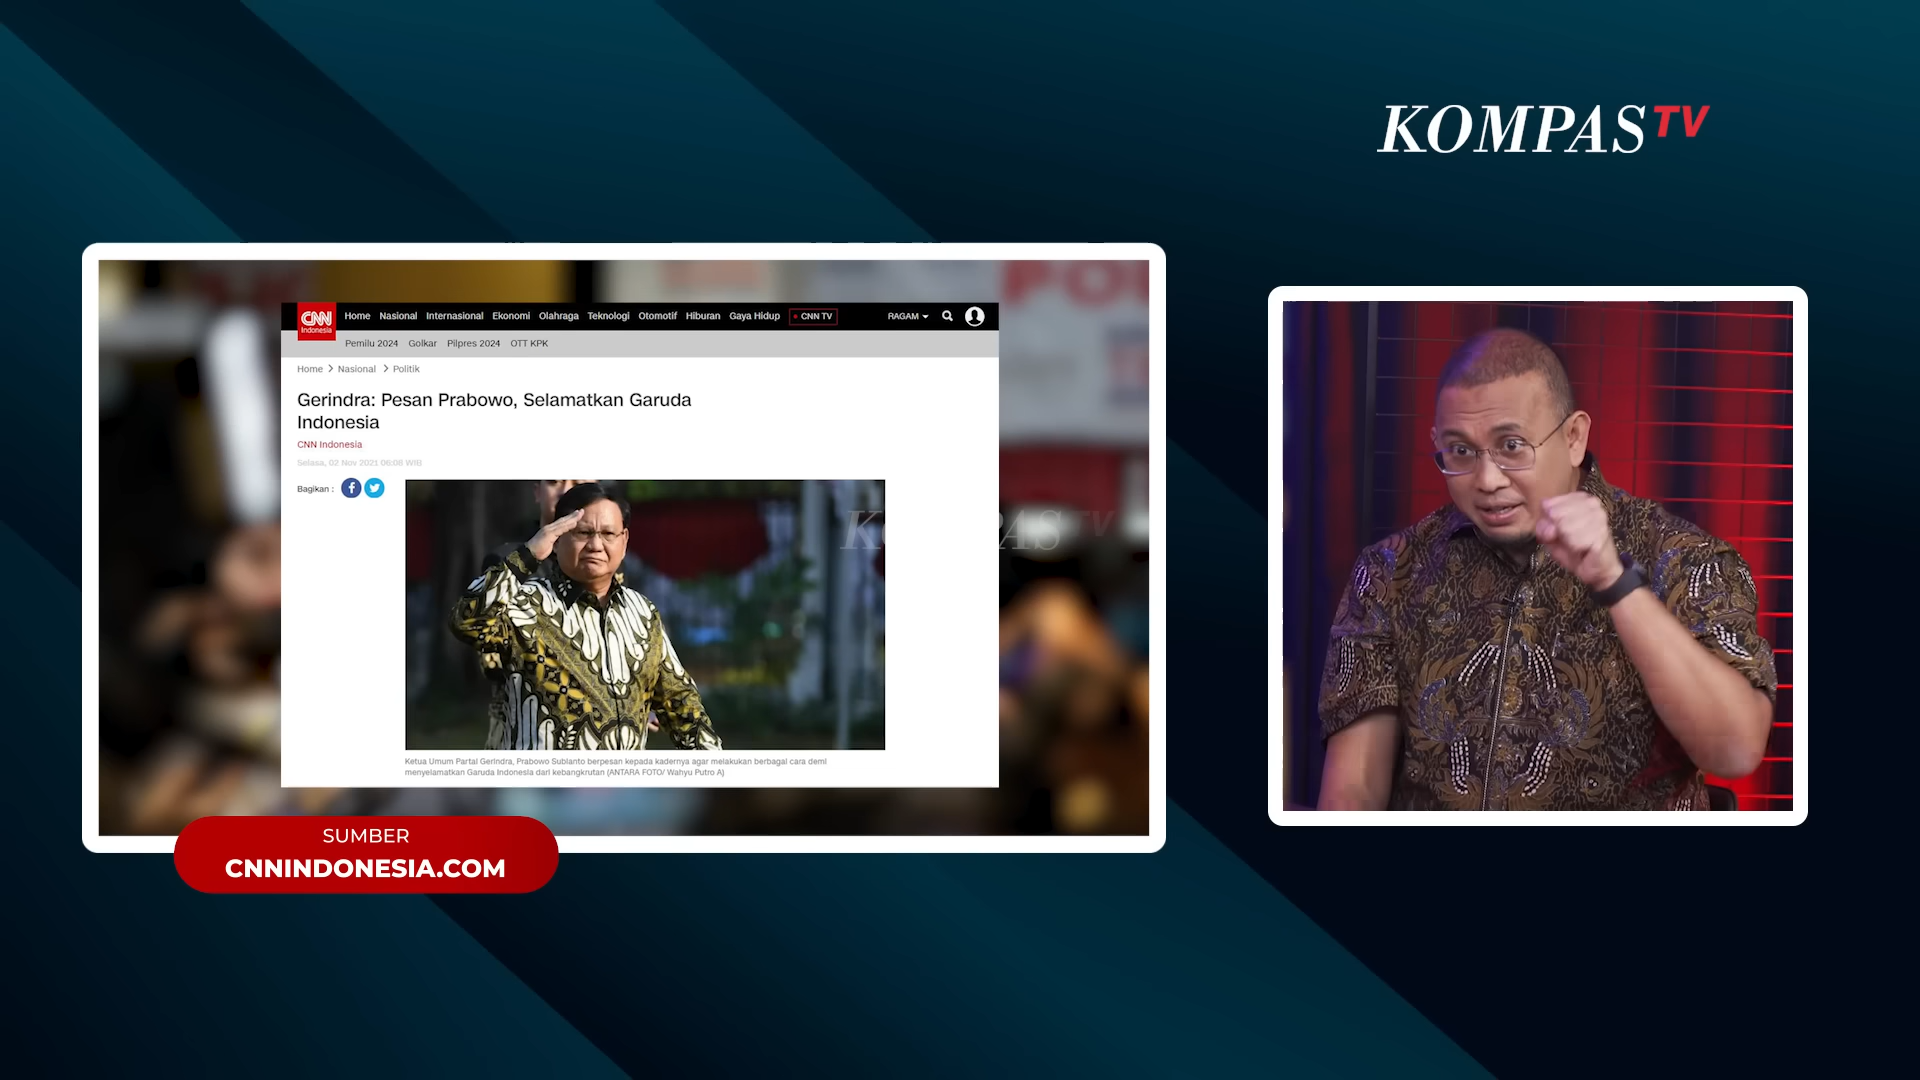 KOMPAS TV
CNN Indonesia
Home Nasional Internasional Ekonomi Olahraga Teknologi Otomotif Hiburan Gaya Hidup CNN TV RAGAM
Pemilu 2024 Golkar Pilpres 2024 OTT KPK
Home > Nasional > Politik
Gerindra: Pesan Prabowo, Selamatkan Garuda
Indonesia
CNN Indonesia
Selasa, 02 Nov 2021 06:08 WIB
Bagikan :
KOMPAS TV
Ketua Umum Partai Gerindra, Prabowo Subianto berpesan kepada kadernya agar melakukan berbagai cara demi
menyelamatkan Garuda Indonesia dari kebangkrutan (ANTARA FOTO/ Wahyu Putro A)
SUMBER
CNNINDONESIA.COM